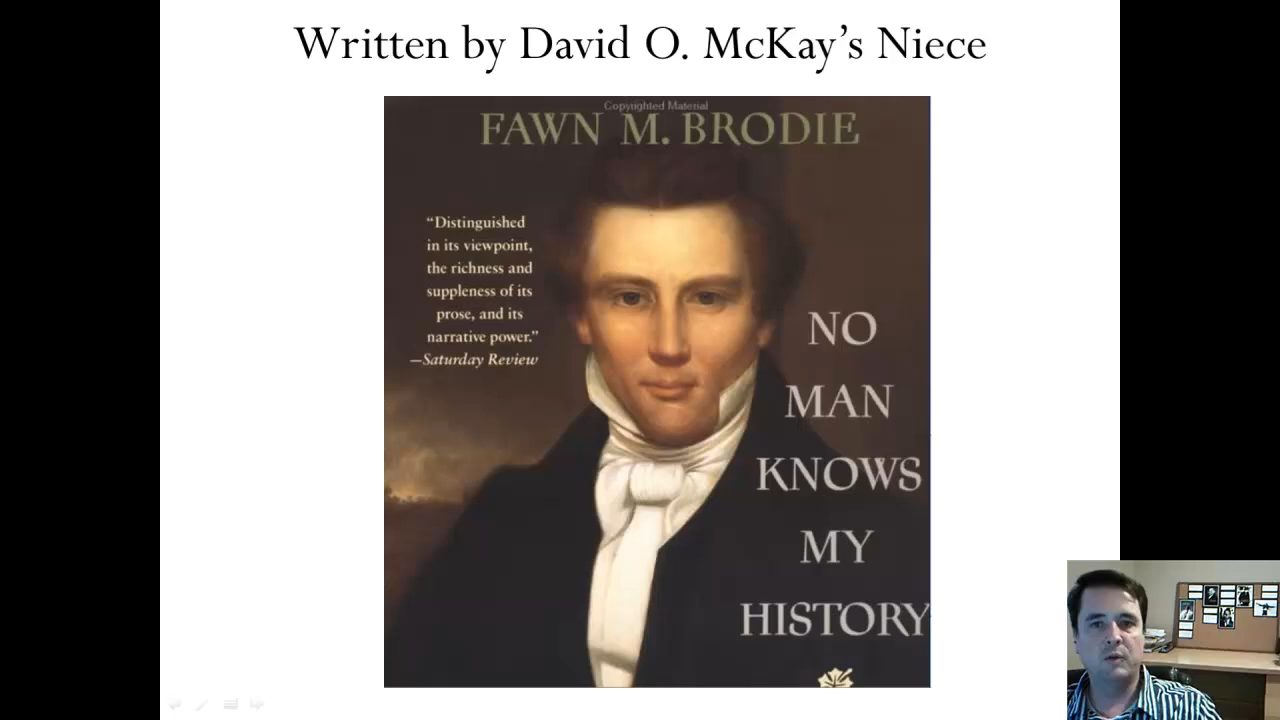 Written by David O. McKay’s Niece
Copyrighted Material
FAWN M. BRODIE
“Distinguished
in its viewpoint,
the richness and
suppleness of its
prose, and its
narrative power.”
—Saturday Review
NO
MAN
KNOWS
MY
HISTORY